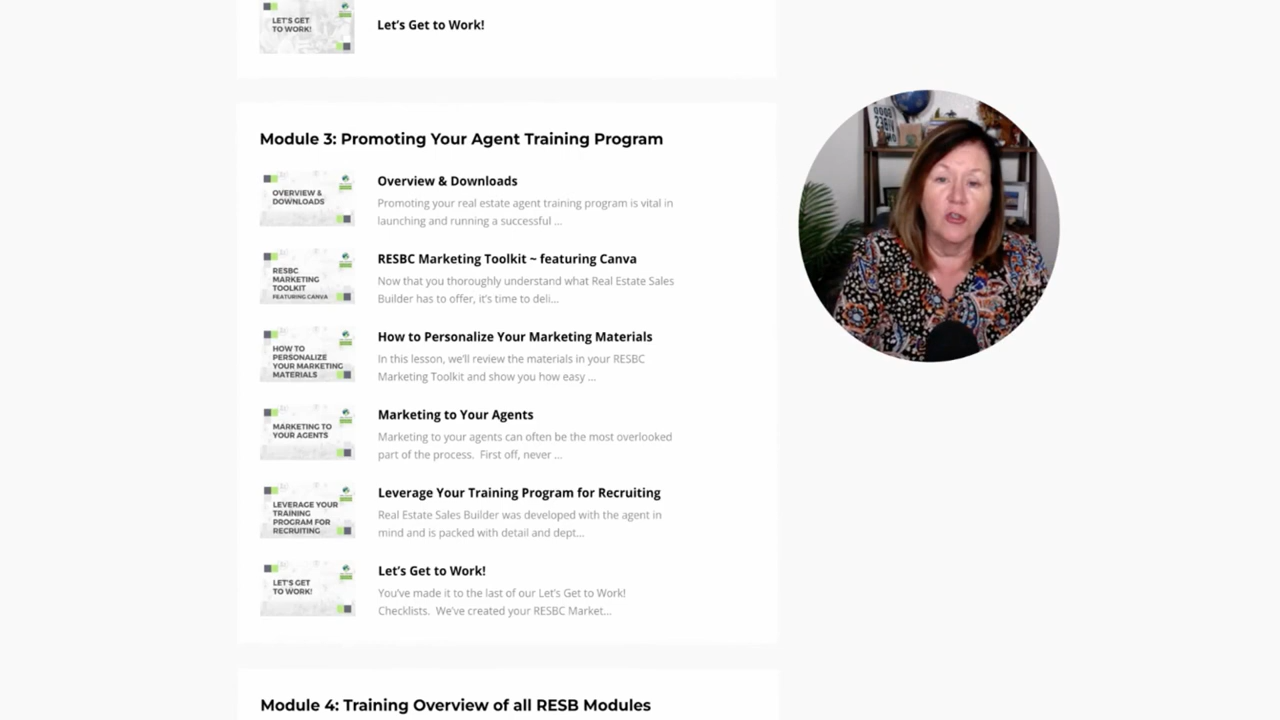 LET'S GET
TO WORK!
Let's Get to Work!
Module 3: Promoting Your Agent Training Program
OVERVIEW &
DOWNLOADS
Overview & Downloads
Promoting your real estate agent training program is vital in
launching and running a successful ...
RESBC
MARKETING
TOOLKIT
FEATURING CANVA
RESBC Marketing Toolkit ~ featuring Canva
Now that you thoroughly understand what Real Estate Sales
Builder has to offer, it's time to deli...
HOW TO
PERSONALIZE
YOUR MARKETING
MATERIALS
How to Personalize Your Marketing Materials
In this lesson, we'll review the materials in your RESBC
Marketing Toolkit and show you how easy ...
MARKETING TO
YOUR AGENTS
Marketing to Your Agents
Marketing to your agents can often be the most overlooked
part of the process.  First off, never ...
LEVERAGE YOUR
TRAINING
PROGRAM FOR
RECRUITING
Leverage Your Training Program for Recruiting
Real Estate Sales Builder was developed with the agent in
mind and is packed with detail and dept...
LET'S GET
TO WORK!
Let's Get to Work!
You've made it to the last of our Let's Get to Work!
Checklists.  We've created your RESBC Market...
Module 4: Training Overview of all RESB Modules